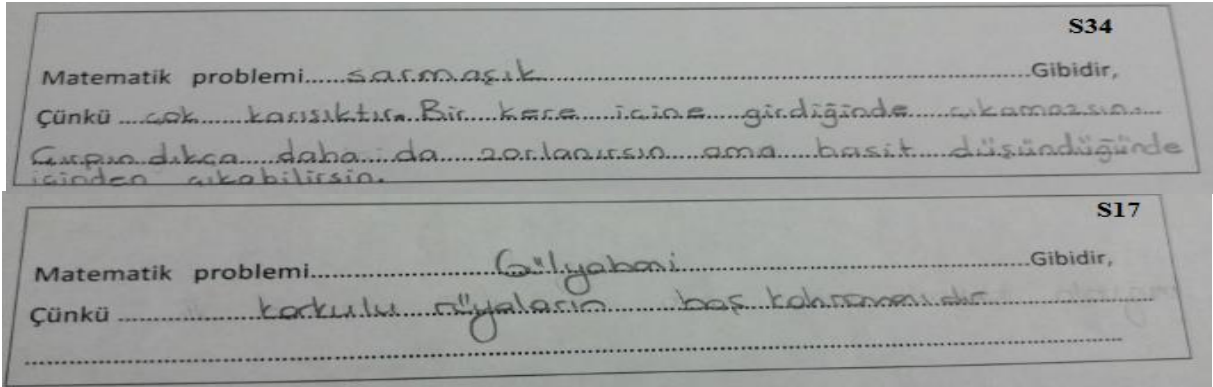 S34
Matematik problemi......sarmaşık......Gibidir,
Çünkü ....çok......karışıktır. Bir....kere....içine....girdiğinde....çıkamazsın....
Çırpındıkça....daha...da....zorlanırsın....ama....basit....düşündüğünde
içinden çıkabilirsin.
S17
Matematik problemi......Gulyabani......Gibidir,
Çünkü ......korkulu rüyaların......baş kahramanıdır......